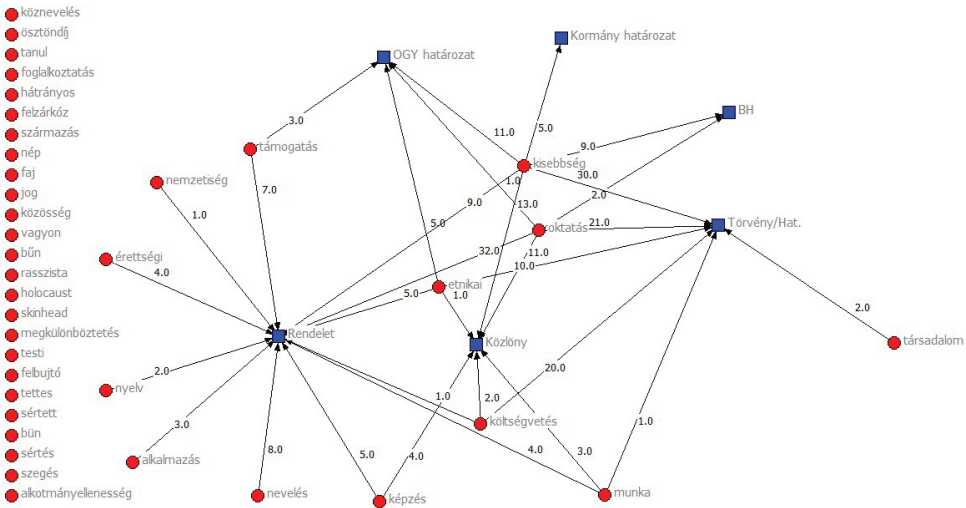 köznevelés
ösztöndíj
tanul
foglalkoztatás
hátrányos
felzárkóz
származás
nép
faj
jog
közösség
vagyon
bűn
rasszista
holocaust
skinhead
megkülönböztetés
testi
felbujtó
tettes
sértett
bün
sértés
szegés
alkotmányellenesség
Kormány határozat
OGY határozat
BH
3.0
5.0
11.0
támogatás
9.0
kisebbség
30.0
nemzetiség
7.0
1.0
2.0
9.0
13.0
1.0
5.0
oktatás
21.0
Törvény/Hat.
32.0
11.0
érettségi
4.0
10.0
etnikai
5.0
1.0
2.0
Rendelet
Közlöny
társadalom
20.0
2.0
nyelv
1.0
2.0
költségvetés
3.0
1.0
8.0
5.0
4.0
4.0
3.0
alkalmazás
nevelés
képzés
munka